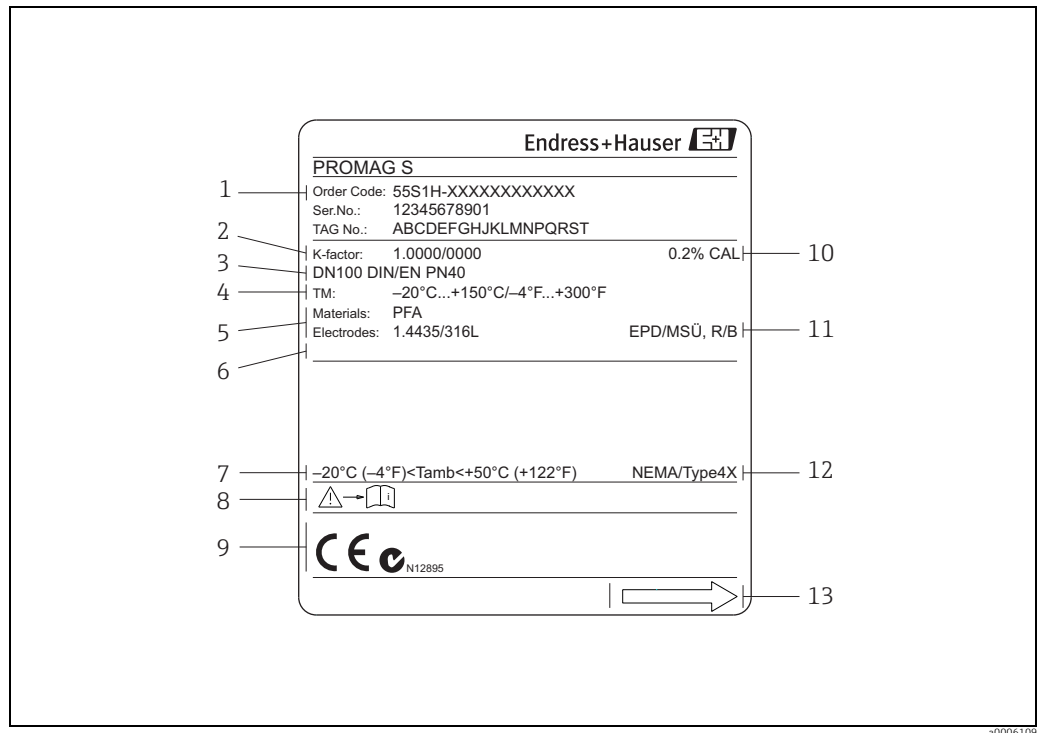 Endress+Hauser
PROMAG S
1
Order Code: 55S1H-XXXXXXXXXXXX
Ser.No.: 12345678901
TAG No.: ABCDEFGHJKLMNPQRST
2
K-factor: 1.0000/0000 0.2% CAL
10
3
DN100 DIN/EN PN40
4
TM: –20°C...+150°C/–4°F...+300°F
5
Materials: PFA
Electrodes: 1.4435/316L EPD/MSÜ, R/B
11
6
7
–20°C (–4°F)<Tamb<+50°C (+122°F) NEMA/Type4X
12
8
i
9
CE N12895
13
a0006109